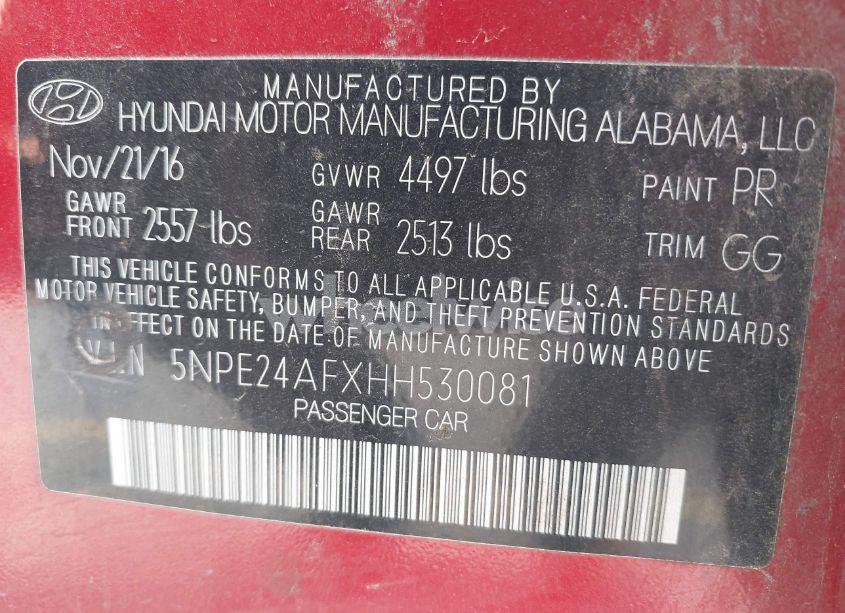 MANUFACTURED BY
HYUNDAI MOTOR MANUFACTURING ALABAMA, LLC
Nov/21/16 GVWR 4497 lbs PAINT PR
GAWR FRONT 2557 lbs GAWR REAR 2513 lbs TRIM GG
THIS VEHICLE CONFORMS TO ALL APPLICABLE U.S.A. FEDERAL
MOTOR VEHICLE SAFETY, BUMPER, AND THEFT PREVENTION STANDARDS
IN EFFECT ON THE DATE OF MANUFACTURE SHOWN ABOVE
V.I.N 5NPE24AFXHH530081
PASSENGER CAR